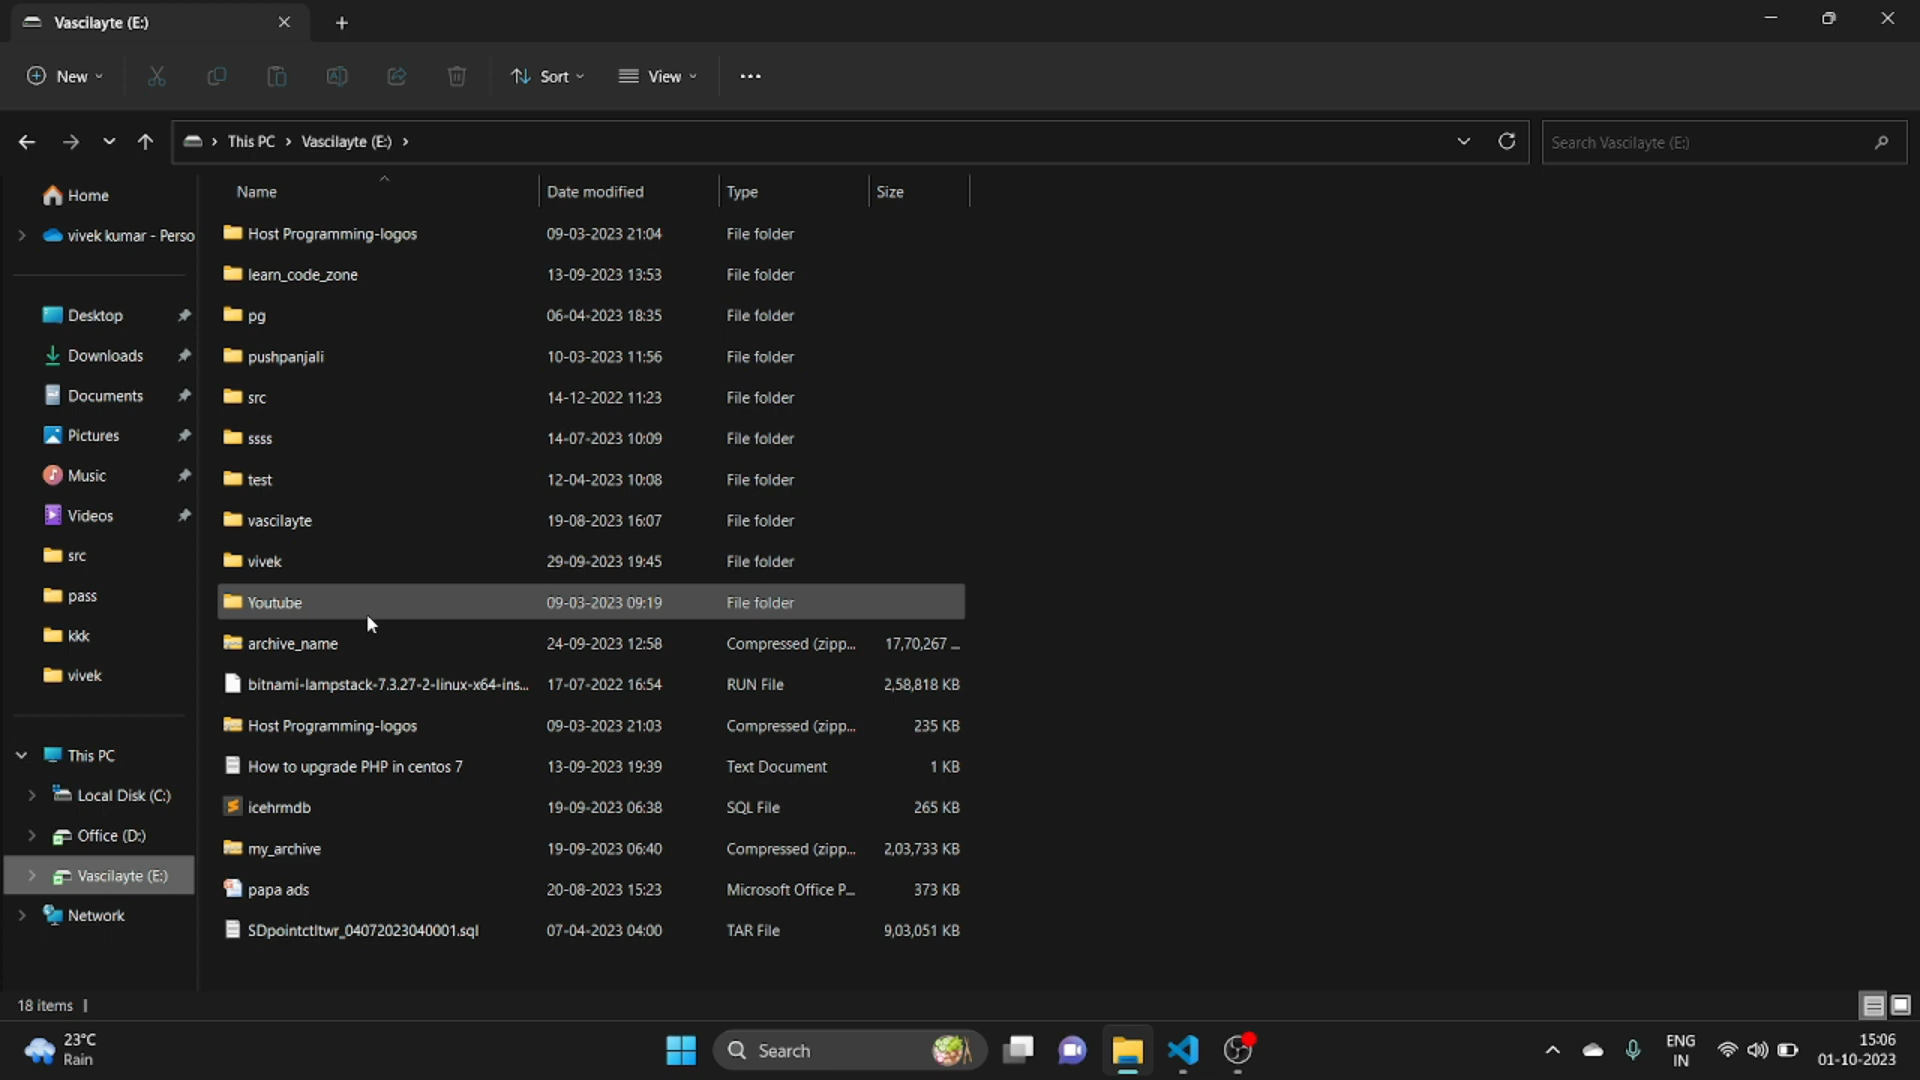 Vascilayte (E:)
New
Sort
View
This PC
Vascilayte (E:)
Search Vascilayte (E:)
Home
vivek kumar - Perso
Desktop
Downloads
Documents
Pictures
Music
Videos
src
pass
kkk
vivek
This PC
Local Disk (C:)
Office (D:)
Vascilayte (E:)
Network
Name Date modified Type Size
Host Programming-logos 09-03-2023 21:04 File folder
learn_code_zone 13-09-2023 13:53 File folder
pg 06-04-2023 18:35 File folder
pushpanjali 10-03-2023 11:56 File folder
src 14-12-2022 11:23 File folder
ssss 14-07-2023 10:09 File folder
test 12-04-2023 10:08 File folder
vascilayte 19-08-2023 16:07 File folder
vivek 29-09-2023 19:45 File folder
Youtube 09-03-2023 09:19 File folder
archive_name 24-09-2023 12:58 Compressed (zipp... 17,70,267 ...
bitnami-lampstack-7.3.27-2-linux-x64-ins... 17-07-2022 16:54 RUN File 2,58,818 KB
Host Programming-logos 09-03-2023 21:03 Compressed (zipp... 235 KB
How to upgrade PHP in centos 7 13-09-2023 19:39 Text Document 1 KB
icehrmdb 19-09-2023 06:38 SQL File 265 KB
my_archive 19-09-2023 06:40 Compressed (zipp... 2,03,733 KB
papa ads 20-08-2023 15:23 Microsoft Office P... 373 KB
SDpointctltwr_04072023040001.sql 07-04-2023 04:00 TAR File 9,03,051 KB
18 items
23°C
Rain
Search
ENG
IN
15:06
01-10-2023